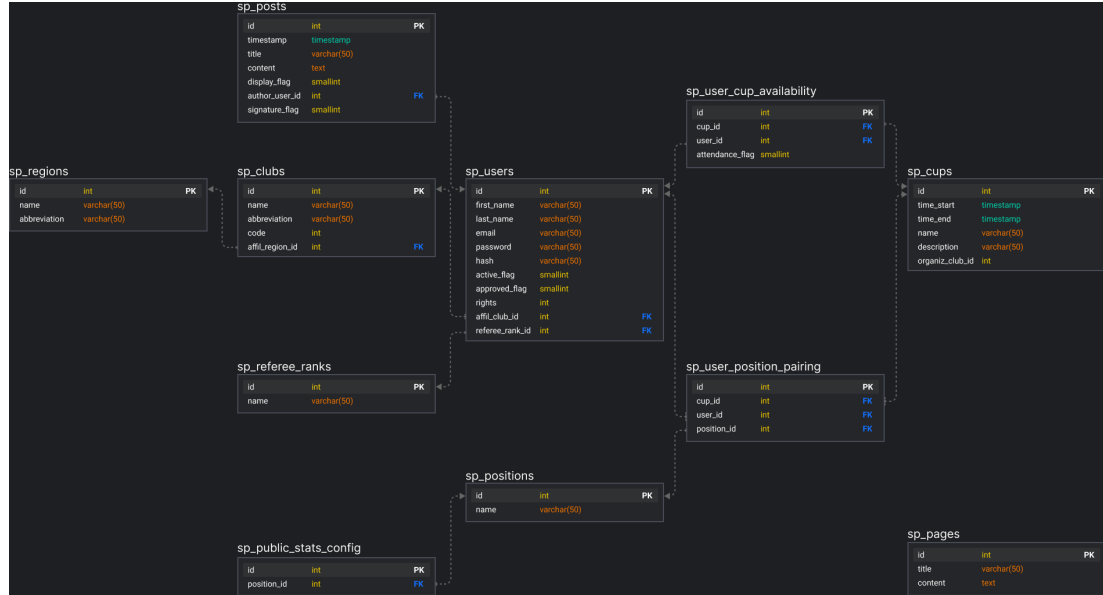 sp_posts
id int PK
timestamp timestamp
title varchar(50)
content text
display_flag smallint
author_user_id int FK
signature_flag smallint
sp_user_cup_availability
id int PK
cup_id int FK
user_id int FK
attendance_flag smallint
sp_regions
id int PK
name varchar(50)
abbreviation varchar(50)
sp_clubs
id int PK
name varchar(50)
abbreviation varchar(50)
code int
affil_region_id int FK
sp_users
id int PK
first_name varchar(50)
last_name varchar(50)
email varchar(50)
password varchar(50)
hash varchar(50)
active_flag smallint
approved_flag smallint
rights int
affil_club_id int FK
referee_rank_id int FK
sp_cups
id int PK
time_start timestamp
time_end timestamp
name varchar(50)
description varchar(50)
organiz_club_id int
sp_referee_ranks
id int PK
name varchar(50)
sp_user_position_pairing
id int PK
cup_id int FK
user_id int FK
position_id int FK
sp_positions
id int PK
name varchar(50)
sp_public_stats_config
id int PK
position_id int FK
sp_pages
id int PK
title varchar(50)
content text